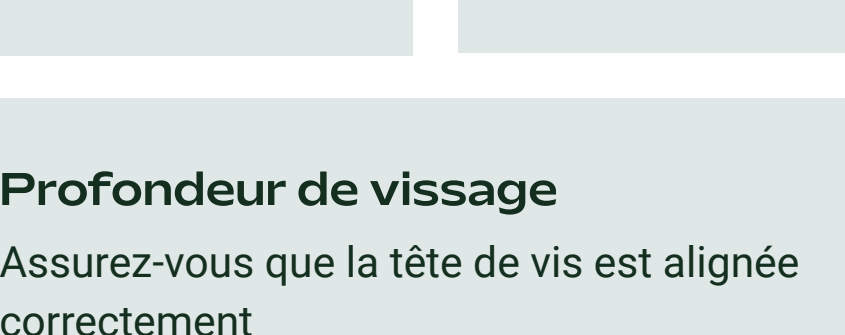 Profondeur de vissage
Assurez-vous que la tête de vis est alignée
correctement